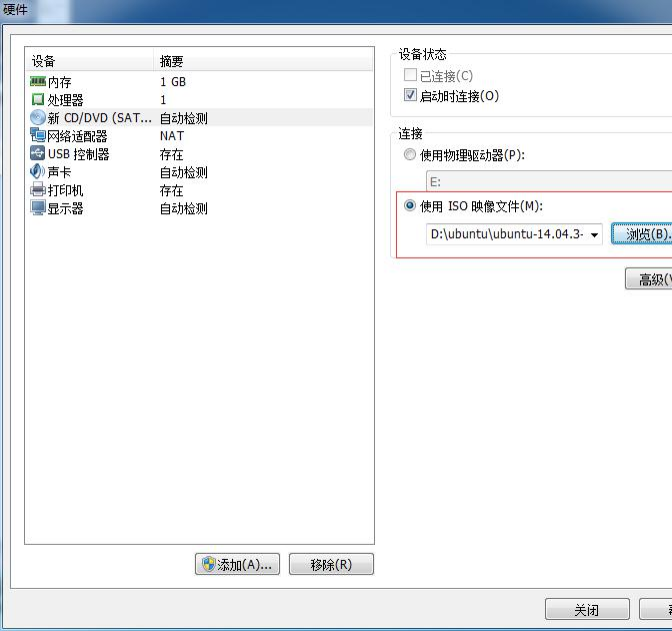 硬件
设备 摘要
内存 1 GB
处理器 1
新 CD/DVD (SAT... 自动检测
网络适配器 NAT
USB 控制器 存在
声卡 自动检测
打印机 存在
显示器 自动检测
添加(A)...
移除(R)
设备状态
已连接(C)
启动时连接(O)
连接
使用物理驱动器(P):
E:
使用 ISO 映像文件(M):
D:\ubuntu\ubuntu-14.04.3-
浏览(B).
高级(
关闭